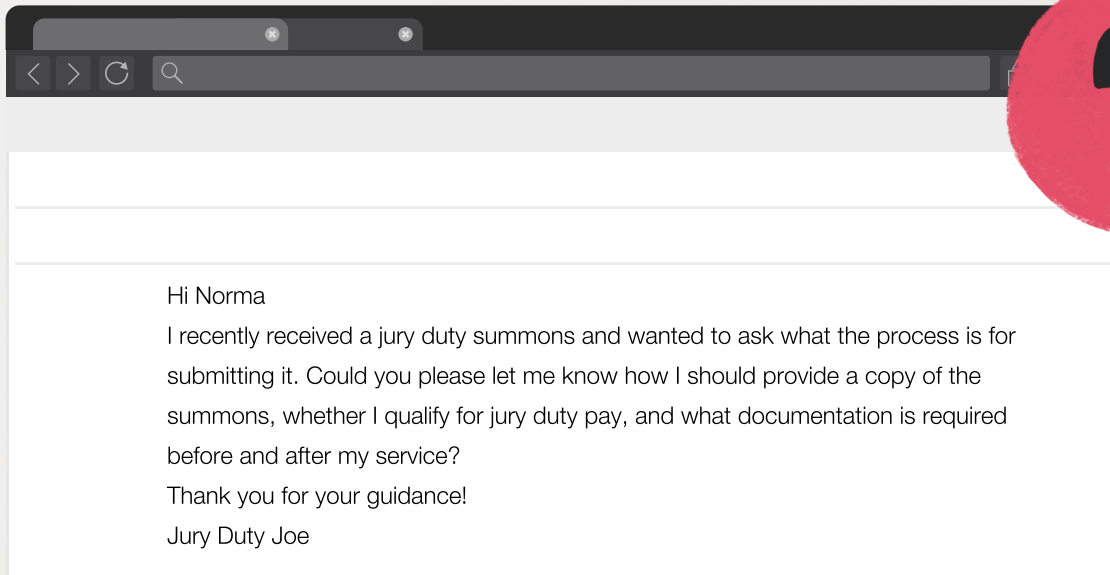 Hi Norma
I recently received a jury duty summons and wanted to ask what the process is for
submitting it. Could you please let me know how I should provide a copy of the
summons, whether I qualify for jury duty pay, and what documentation is required
before and after my service?
Thank you for your guidance!
Jury Duty Joe